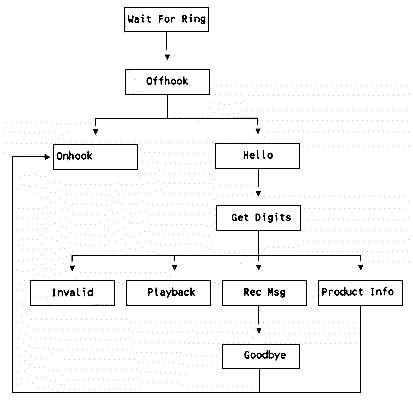 Wait For Ring
Offhook
Onhook
Hello
Get Digits
Invalid
Playback
Rec Msg
Product Info
Goodbye